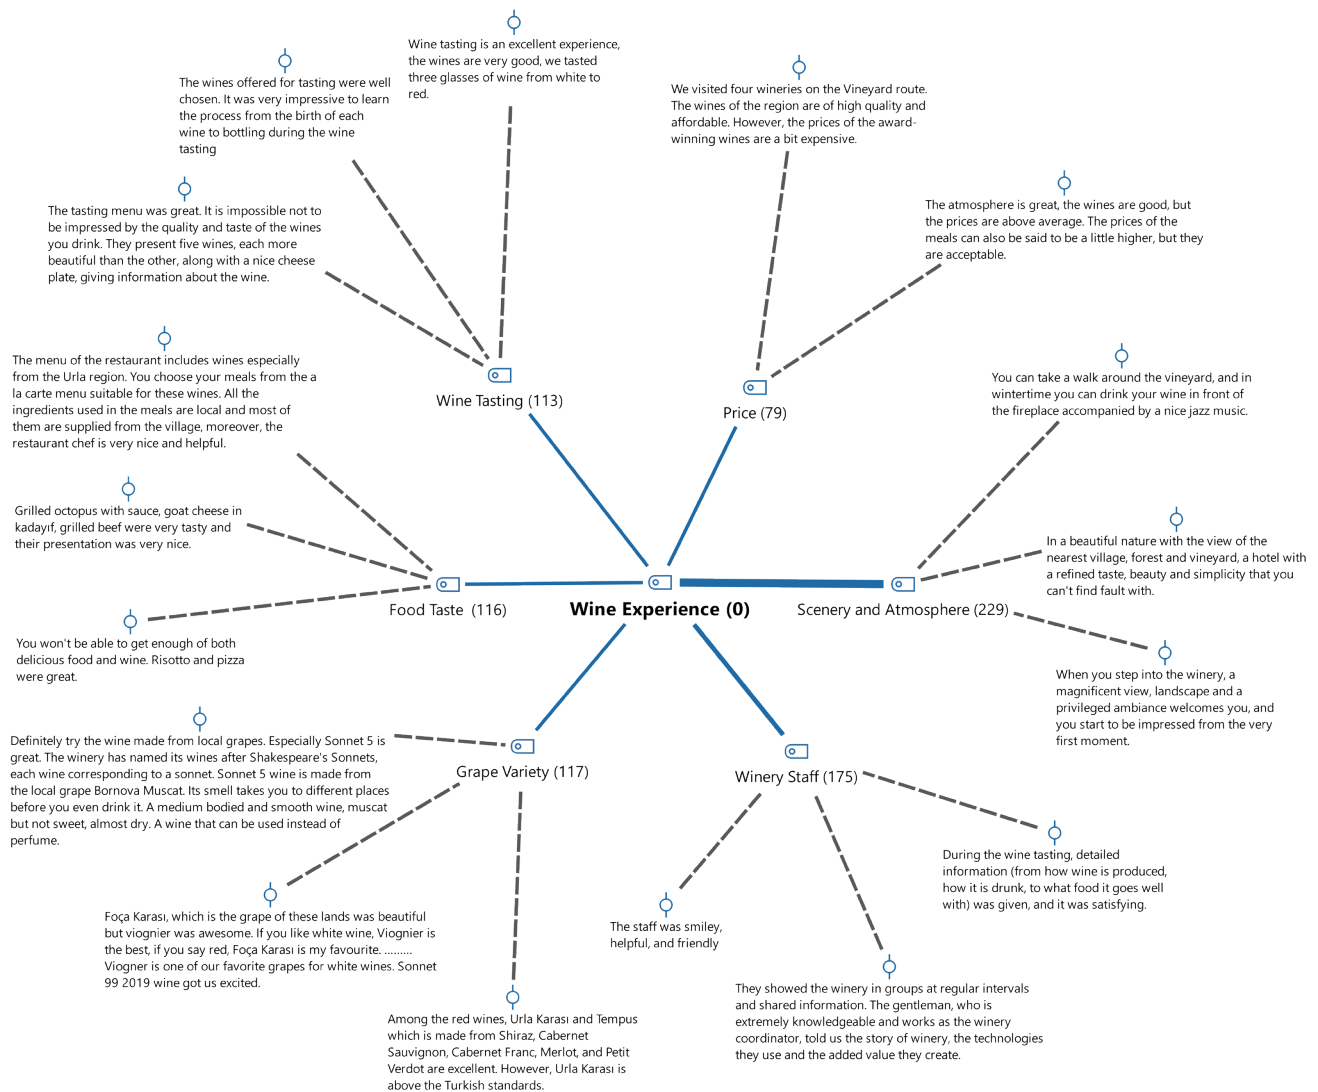 Wine tasting is an excellent experience,
the wines are very good, we tasted
three glasses of wine from white to
red.
The wines offered for tasting were well
chosen. It was very impressive to learn
the process from the birth of each
wine to bottling during the wine
tasting
We visited four wineries on the Vineyard route.
The wines of the region are of high quality and
affordable. However, the prices of the award-
winning wines are a bit expensive.
The tasting menu was great. It is impossible not to
be impressed by the quality and taste of the wines
you drink. They present five wines, each more
beautiful than the other, along with a nice cheese
plate, giving information about the wine.
The atmosphere is great, the wines are good, but
the prices are above average. The prices of the
meals can also be said to be a little higher, but they
are acceptable.
The menu of the restaurant includes wines especially
from the Urla region. You choose your meals from the a
la carte menu suitable for these wines. All the
ingredients used in the meals are local and most of
them are supplied from the village, moreover, the
restaurant chef is very nice and helpful.
Wine Tasting (113)
Price (79)
You can take a walk around the vineyard, and in
wintertime you can drink your wine in front of
the fireplace accompanied by a nice jazz music.
Grilled octopus with sauce, goat cheese in
kadayıf, grilled beef were very tasty and
their presentation was very nice.
In a beautiful nature with the view of the
nearest village, forest and vineyard, a hotel with
a refined taste, beauty and simplicity that you
can't find fault with.
Food Taste (116)
Wine Experience (0)
Scenery and Atmosphere (229)
You won't be able to get enough of both
delicious food and wine. Risotto and pizza
were great.
When you step into the winery, a
magnificent view, landscape and a
privileged ambiance welcomes you, and
you start to be impressed from the very
first moment.
Definitely try the wine made from local grapes. Especially Sonnet 5 is
great. The winery has named its wines after Shakespeare's Sonnets,
each wine corresponding to a sonnet. Sonnet 5 wine is made from
the local grape Bornova Muscat. Its smell takes you to different places
before you even drink it. A medium bodied and smooth wine, muscat
but not sweet, almost dry. A wine that can be used instead of
perfume.
Grape Variety (117)
Winery Staff (175)
During the wine tasting, detailed
information (from how wine is produced,
how it is drunk, to what food it goes well
with) was given, and it was satisfying.
Foça Karası, which is the grape of these lands was beautiful
but viognier was awesome. If you like white wine, Viognier is
the best, if you say red, Foça Karası is my favourite. .........
Viogner is one of our favorite grapes for white wines. Sonnet
99 2019 wine got us excited.
The staff was smiley,
helpful, and friendly
They showed the winery in groups at regular intervals
and shared information. The gentleman, who is
extremely knowledgeable and works as the winery
coordinator, told us the story of winery, the technologies
they use and the added value they create.
Among the red wines, Urla Karası and Tempus
which is made from Shiraz, Cabernet
Sauvignon, Cabernet Franc, Merlot, and Petit
Verdot are excellent. However, Urla Karası is
above the Turkish standards.